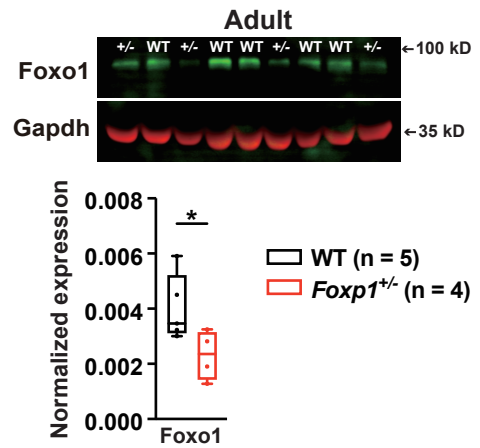 Adult
+/- WT +/- WT WT +/- WT WT +/-
←100 kD
Foxo1
Gapdh
←35 kD
Normalized expression
0.008
0.006
0.004
0.002
0.000
*
Foxo1
WT (n = 5)
Foxp1+/- (n = 4)